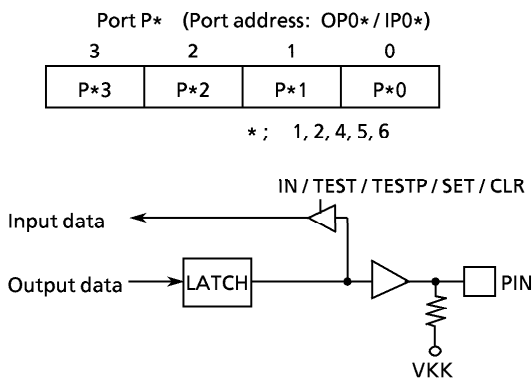 Port P* (Port address: OP0* / IP0*)
3 2 1 0
P*3 P*2 P*1 P*0
* ; 1, 2, 4, 5, 6
IN / TEST / TESTP / SET / CLR
Input data
Output data LATCH PIN
VKK